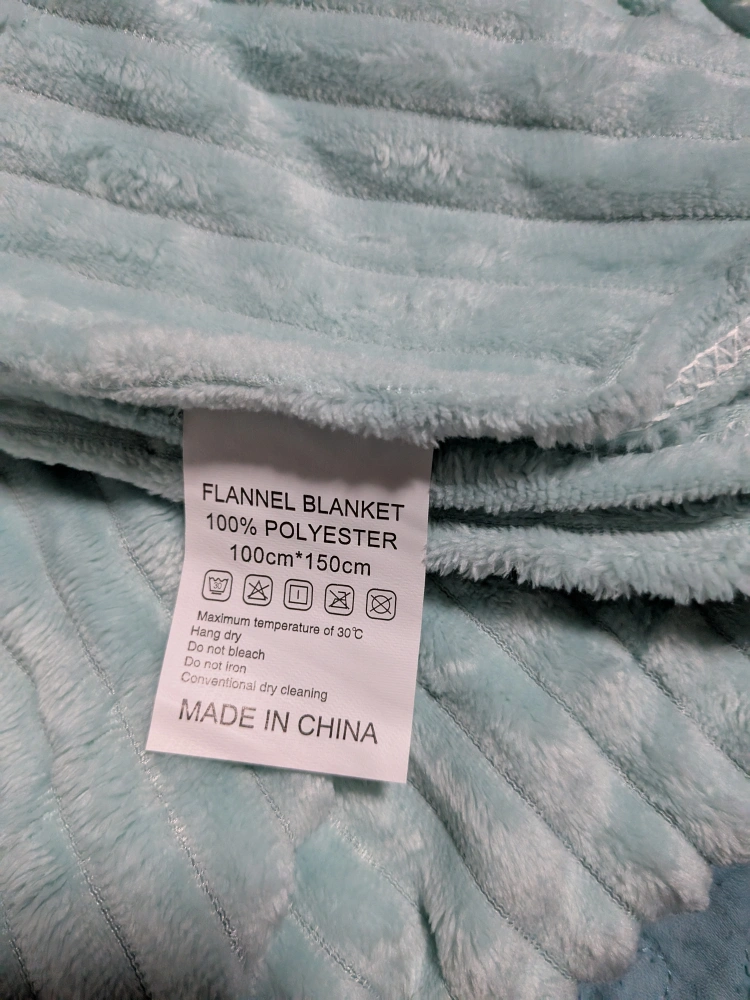 FLANNEL BLANKET
100% POLYESTER
100cm*150cm
30
Maximum temperature of 30℃
Hang dry
Do not bleach
Do not iron
Conventional dry cleaning
MADE IN CHINA